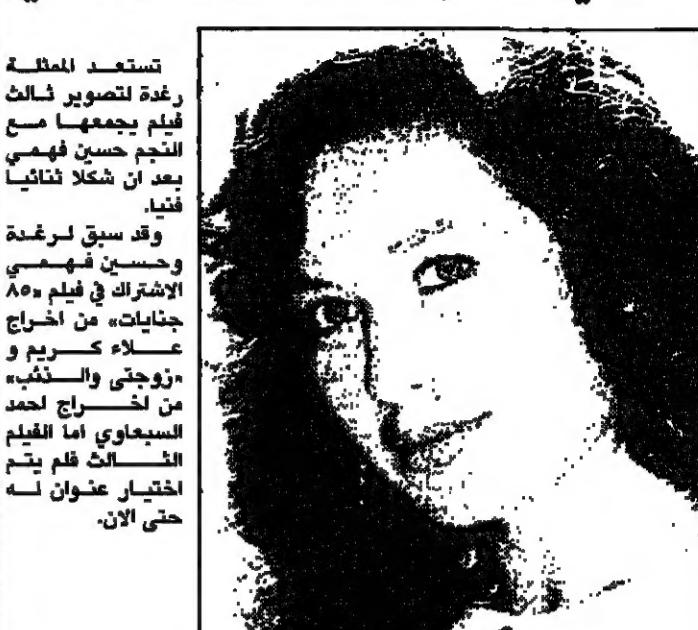 تستعد الممثلة
رغدة لتصوير ثالث
فيلم يجمعها مع
النجم حسين فهمي
بعد ان شكلا ثنائيا
فنيا.
وقد سبق لرغدة
وحسين فهمي
الاشتراك في فيلم «٨٥
جنايات» من اخراج
علاء كريم و
«زوجتى والذئب»
من اخراج احمد
السبعاوي اما الفيلم
الثالث فلم يتم
اختيار عنوان له
حتى الان.